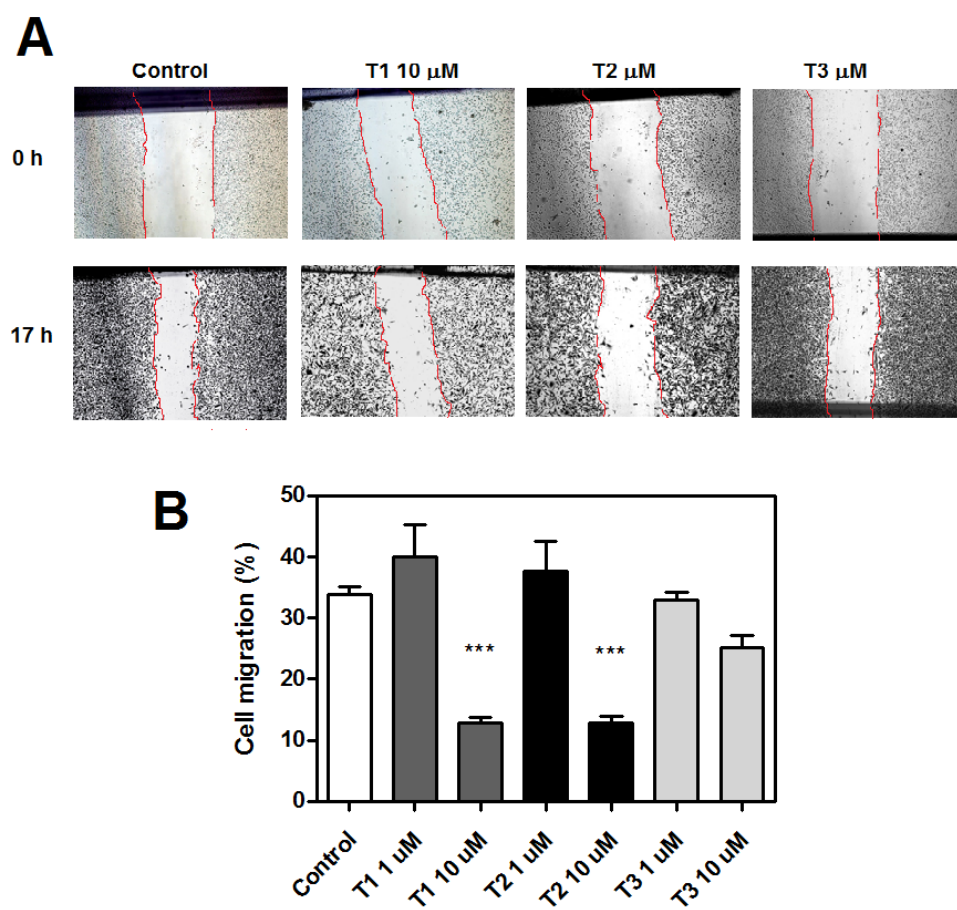 A
Control T1 10 μM T2 μM T3 μM
0 h
17 h
B
Cell migration (%)
50
40
30
20
10
0
*** ***
Control T1 1 uM T1 10 uM T2 1 uM T2 10 uM T3 1 uM T3 10 uM